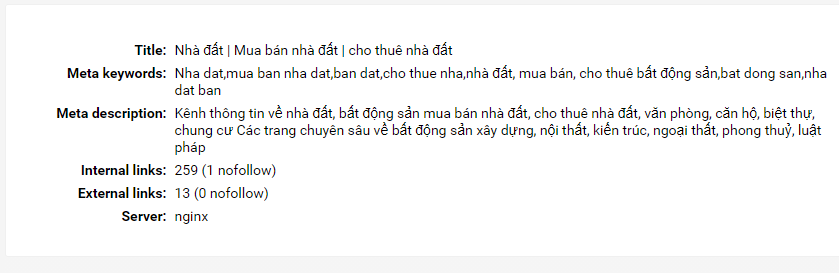 Title: Nhà đất | Mua bán nhà đất | cho thuê nhà đất
Meta keywords: Nha dat,mua ban nha dat,ban dat,cho thue nha,nhà đất, mua bán, cho thuê bất động sản,bat dong san,nha
dat ban
Meta description: Kênh thông tin về nhà đất, bất động sản mua bán nhà đất, cho thuê nhà đất, văn phòng, căn hộ, biệt thự,
chung cư Các trang chuyên sâu về bất động sản xây dựng, nội thất, kiến trúc, ngoại thất, phong thuỷ, luật
pháp
Internal links: 259 (1 nofollow)
External links: 13 (0 nofollow)
Server: nginx